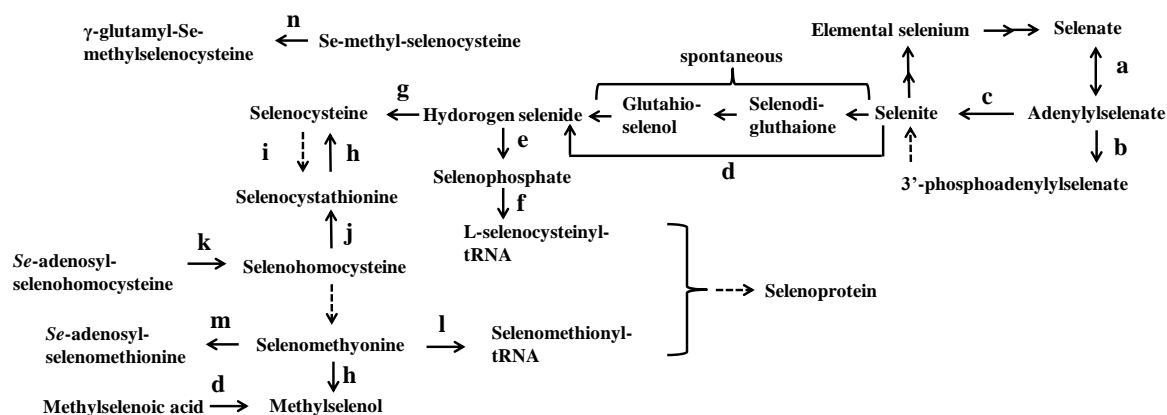 γ-glutamyl-Se-
methylselenocysteine
n
Se-methyl-selenocysteine
Elemental selenium
Selenate
spontaneous
a
g
Selenocysteine
Hydorogen selenide
Glutahio-
selenol
Selenodi-
gluthaione
Selenite
c
Adenylylselenate
i
h
e
d
b
Selenophosphate
3’-phosphoadenylylselenate
Selenocystathionine
f
L-selenocysteinyl-
tRNA
k
j
Se-adenosyl-
selenohomocysteine
Selenohomocysteine
Selenoprotein
m
l
Se-adenosyl-
selenomethionine
Selenomethyonine
Selenomethionyl-
tRNA
d
h
Methylselenoic acid
Methylselenol